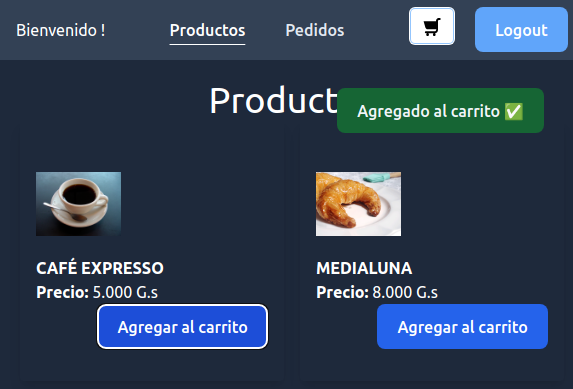 Bienvenido !
Productos
Pedidos
Logout
Product
Agregado al carrito ✅
CAFÉ EXPRESSO
Precio: 5.000 G.s
Agregar al carrito
MEDIALUNA
Precio: 8.000 G.s
Agregar al carrito